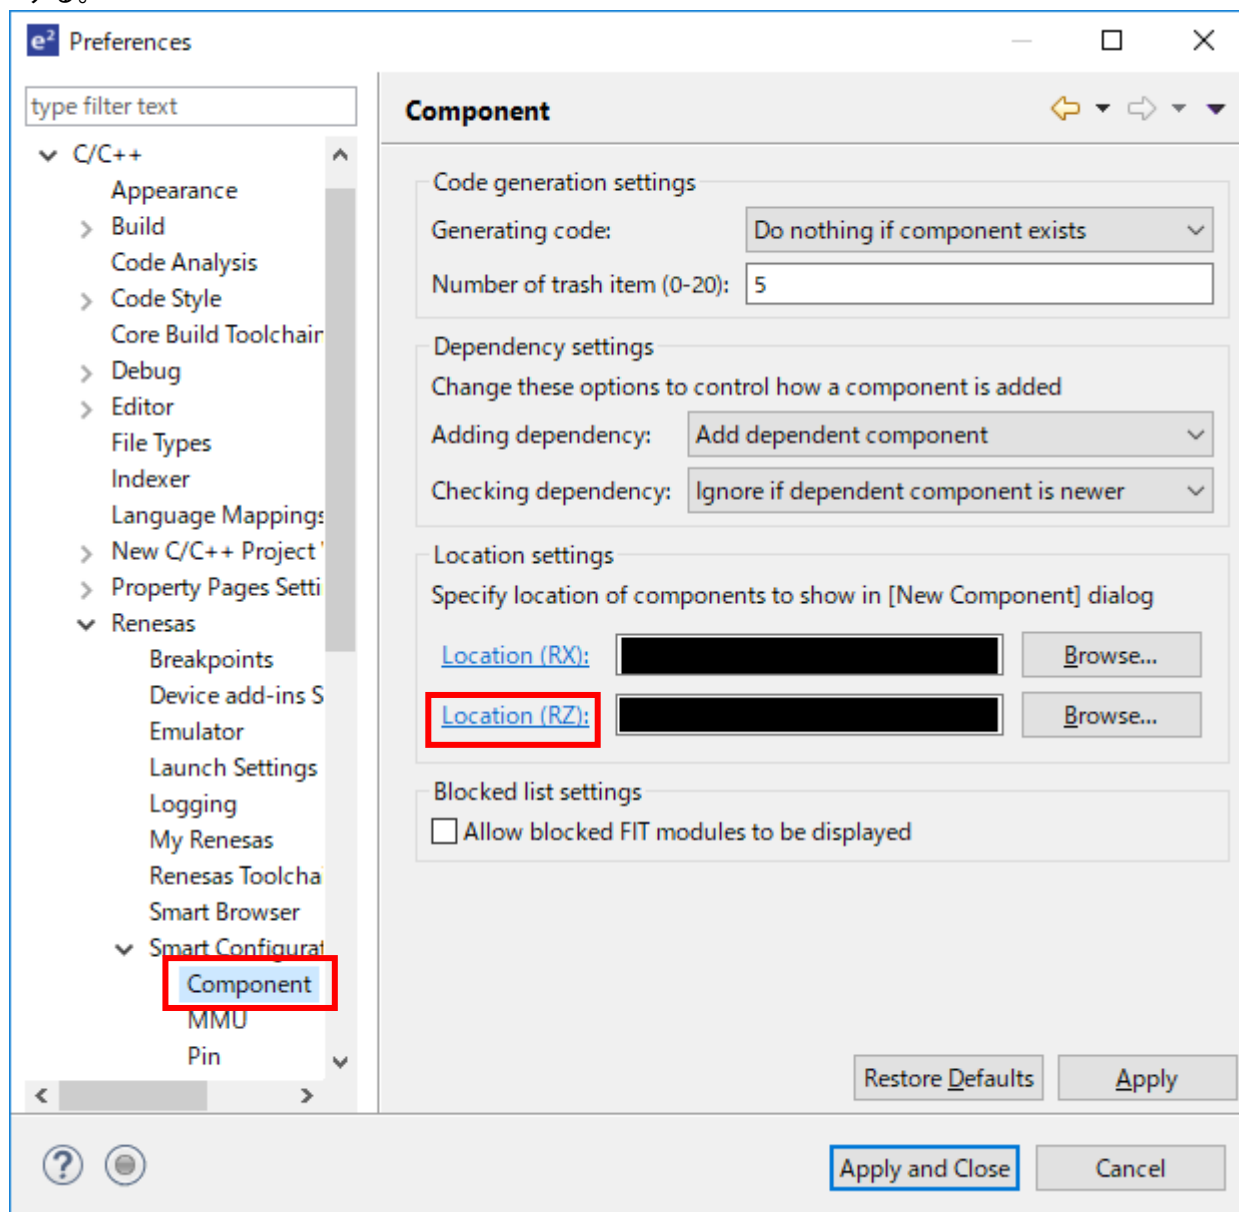 する。
e² Preferences
type filter text
Component
C/C++
Appearance
Build
Code Analysis
Code Style
Core Build Toolchair
Debug
Editor
File Types
Indexer
Language Mappings
New C/C++ Project
Property Pages Setti
Renesas
Breakpoints
Device add-ins S
Emulator
Launch Settings
Logging
My Renesas
Renesas Toolcha
Smart Browser
Smart Configurat
Component
MMU
Pin
Code generation settings
Generating code: Do nothing if component exists
Number of trash item (0-20): 5
Dependency settings
Change these options to control how a component is added
Adding dependency: Add dependent component
Checking dependency: Ignore if dependent component is newer
Location settings
Specify location of components to show in [New Component] dialog
Location (RX): Browse...
Location (RZ): Browse...
Blocked list settings
Allow blocked FIT modules to be displayed
Restore Defaults Apply
? Apply and Close Cancel